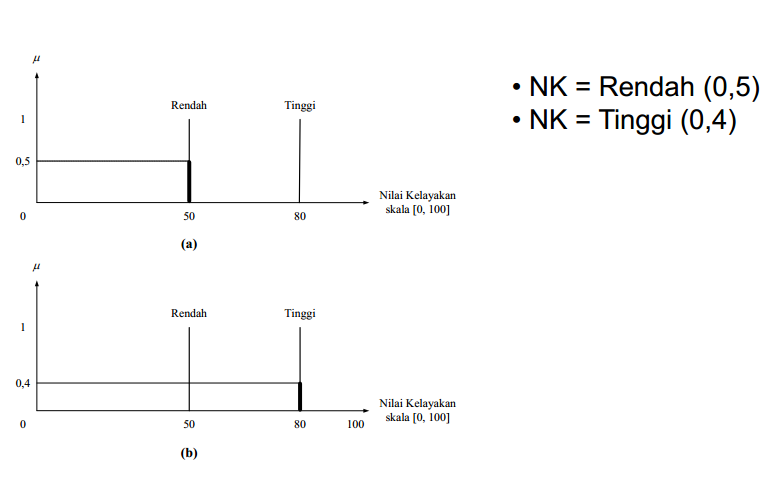 μ
Rendah
Tinggi
1
0,5
Nilai Kelayakan
skala [0, 100]
0
50
80
(a)
μ
Rendah
Tinggi
1
0,4
Nilai Kelayakan
skala [0, 100]
0
50
80
100
(b)
• NK = Rendah (0,5)
• NK = Tinggi (0,4)